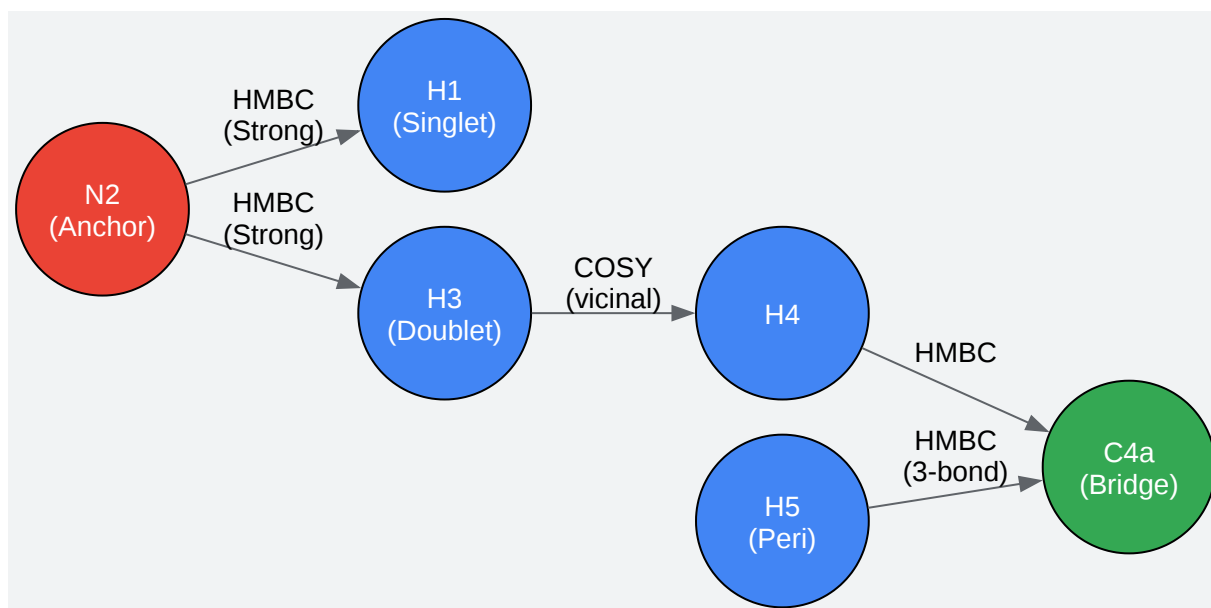 H1
(Singlet)
HMBC
(Strong)
N2
(Anchor)
HMBC
(Strong)
H3
(Doublet)
COSY
(vicinal)
H4
HMBC
HMBC
(3-bond)
C4a
(Bridge)
H5
(Peri)